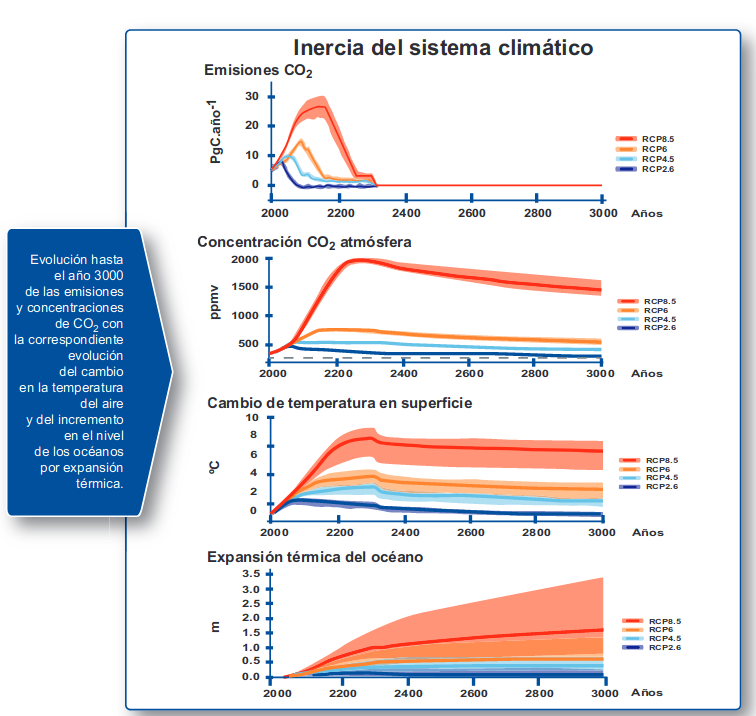 Inercia del sistema climático
Emisiones CO₂
30
20
10
0
PgC.año⁻¹
2000 2200 2400 2600 2800 3000 Años
RCP8.5
RCP6
RCP4.5
RCP2.6
Evolución hasta
el año 3000
de las emisiones
y concentraciones
de CO₂ con
la correspondiente
evolución
del cambio
en la temperatura
del aire
y del incremento
en el nivel
de los océanos
por expansión
térmica.
Concentración CO₂ atmósfera
2000
1500
1000
500
ppmv
2000 2200 2400 2600 2800 3000 Años
RCP8.5
RCP6
RCP4.5
RCP2.6
Cambio de temperatura en superficie
10
8
6
4
2
0
ºC
2000 2200 2400 2600 2800 3000 Años
RCP8.5
RCP6
RCP4.5
RCP2.6
Expansión térmica del océano
3.5
3.0
2.5
2.0
1.5
1.0
0.5
0.0
m
2000 2200 2400 2600 2800 3000 Años
RCP8.5
RCP6
RCP4.5
RCP2.6